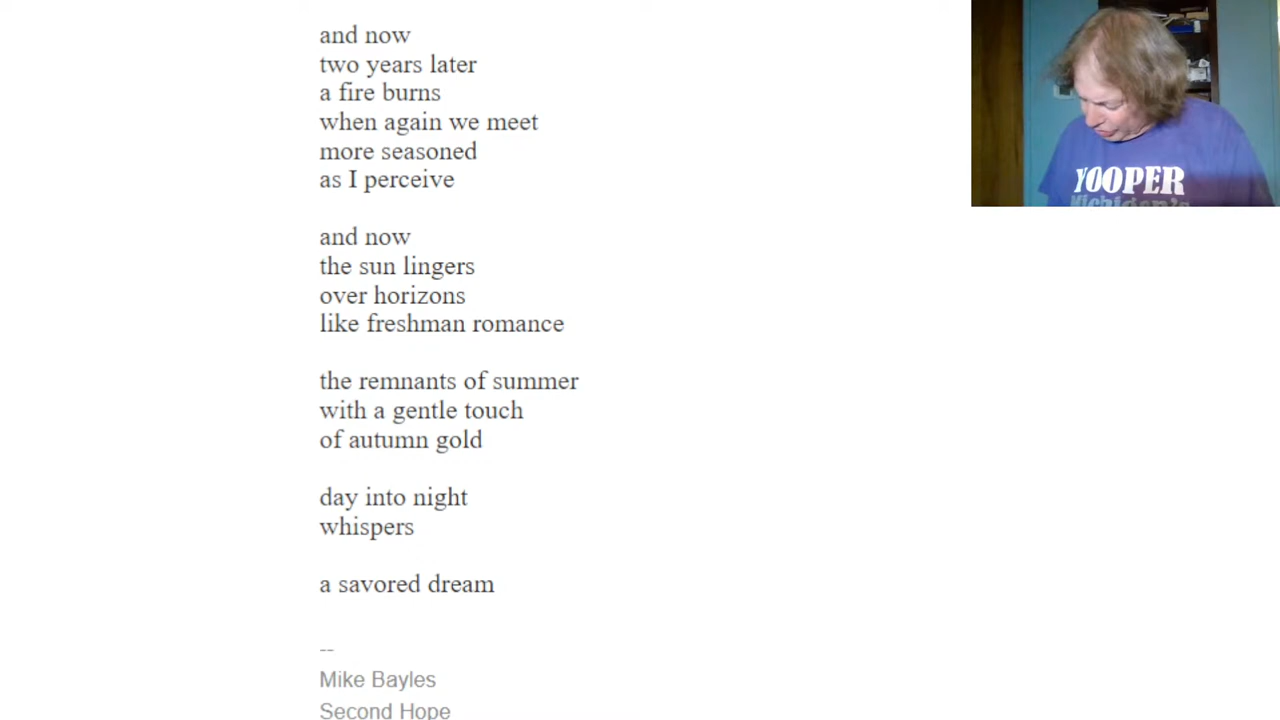 and now
two years later
a fire burns
when again we meet
more seasoned
as I perceive
and now
the sun lingers
over horizons
like freshman romance
the remnants of summer
with a gentle touch
of autumn gold
day into night
whispers
a savored dream
--
Mike Bayles
Second Hope
YOOPER
Michigan's